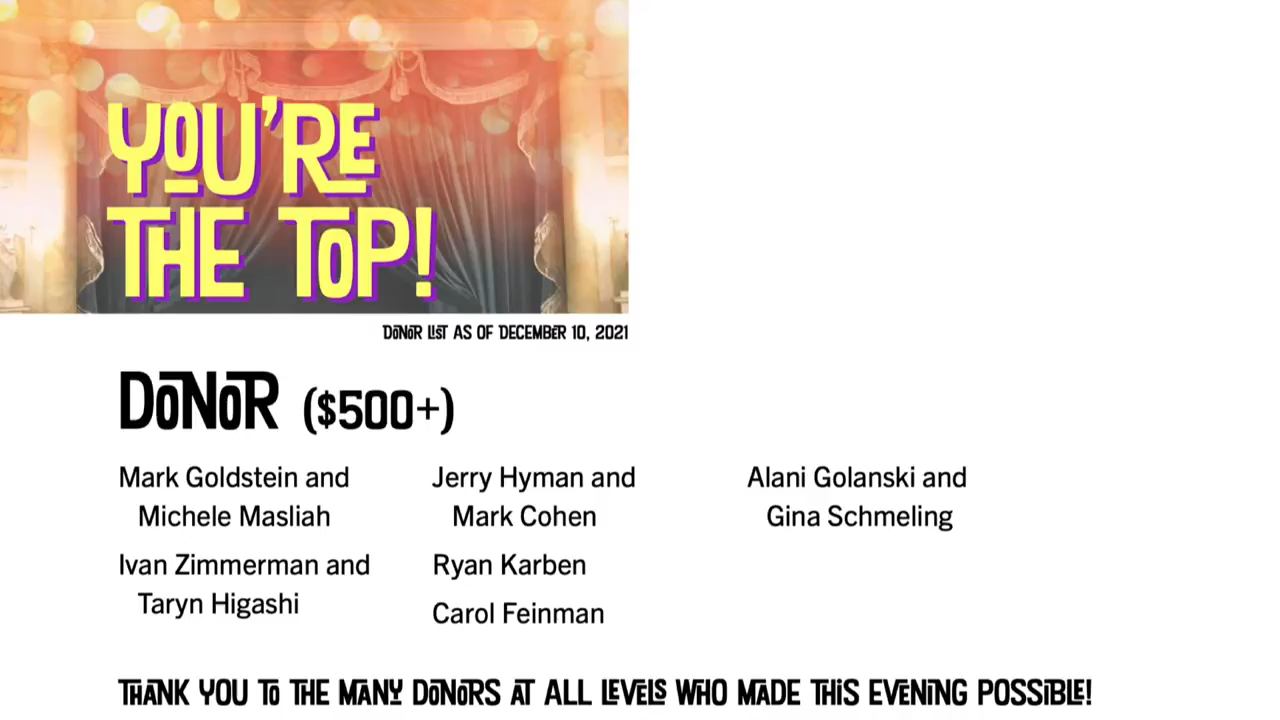 YOU'RE
THE TOP!
DONOR LIST AS OF DECEMBER 10, 2021
DONOR ($500+)
Mark Goldstein and
Michele Masliah
Ivan Zimmerman and
Taryn Higashi
Jerry Hyman and
Mark Cohen
Ryan Karben
Carol Feinman
Alani Golanski and
Gina Schmeling
THANK YOU TO THE MANY DONORS AT ALL LEVELS WHO MADE THIS EVENING POSSIBLE!